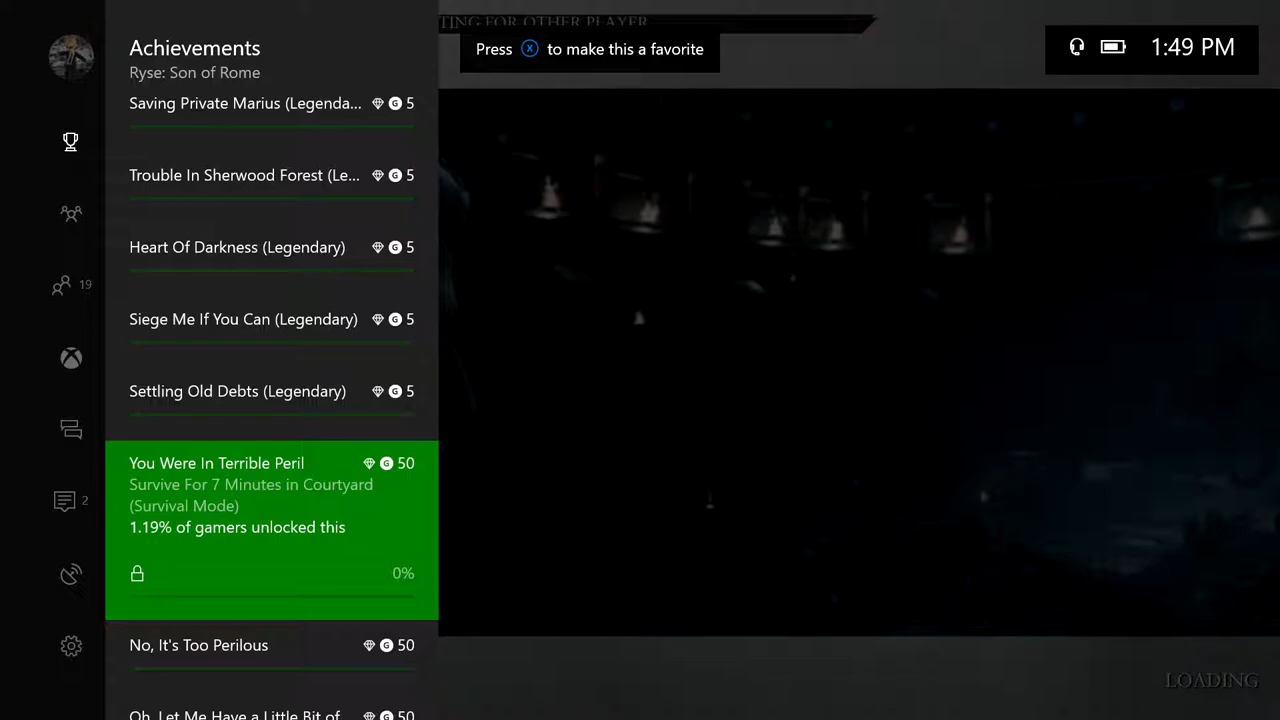 TING FOR OTHER PLAYER
Achievements
Press X to make this a favorite
1:49 PM
Ryse: Son of Rome
Saving Private Marius (Legenda... G 5
Trouble In Sherwood Forest (Le... G 5
Heart Of Darkness (Legendary) G 5
19
Siege Me If You Can (Legendary) G 5
Settling Old Debts (Legendary) G 5
You Were In Terrible Peril G 50
Survive For 7 Minutes in Courtyard
(Survival Mode)
2
1.19% of gamers unlocked this
0%
No, It's Too Perilous G 50
Oh, Let Me Have a Little Bit of G 50
LOADING